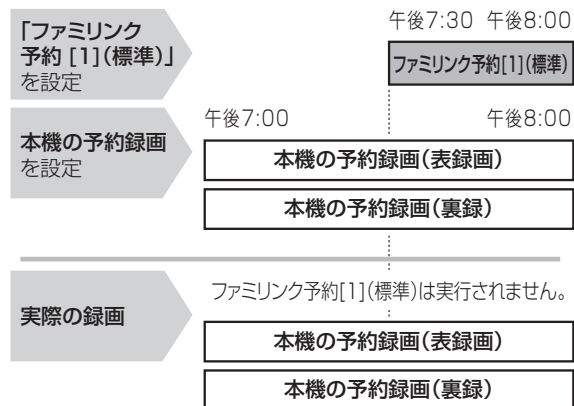 「ファミリンク
予約 [1](標準)」
を設定
午後7:30 午後8:00
ファミリンク予約[1](標準)
本機の予約録画
を設定
午後7:00 午後8:00
本機の予約録画(表録画)
本機の予約録画(裏録)
実際の録画
ファミリンク予約[1](標準)は実行されません。
本機の予約録画(表録画)
本機の予約録画(裏録)